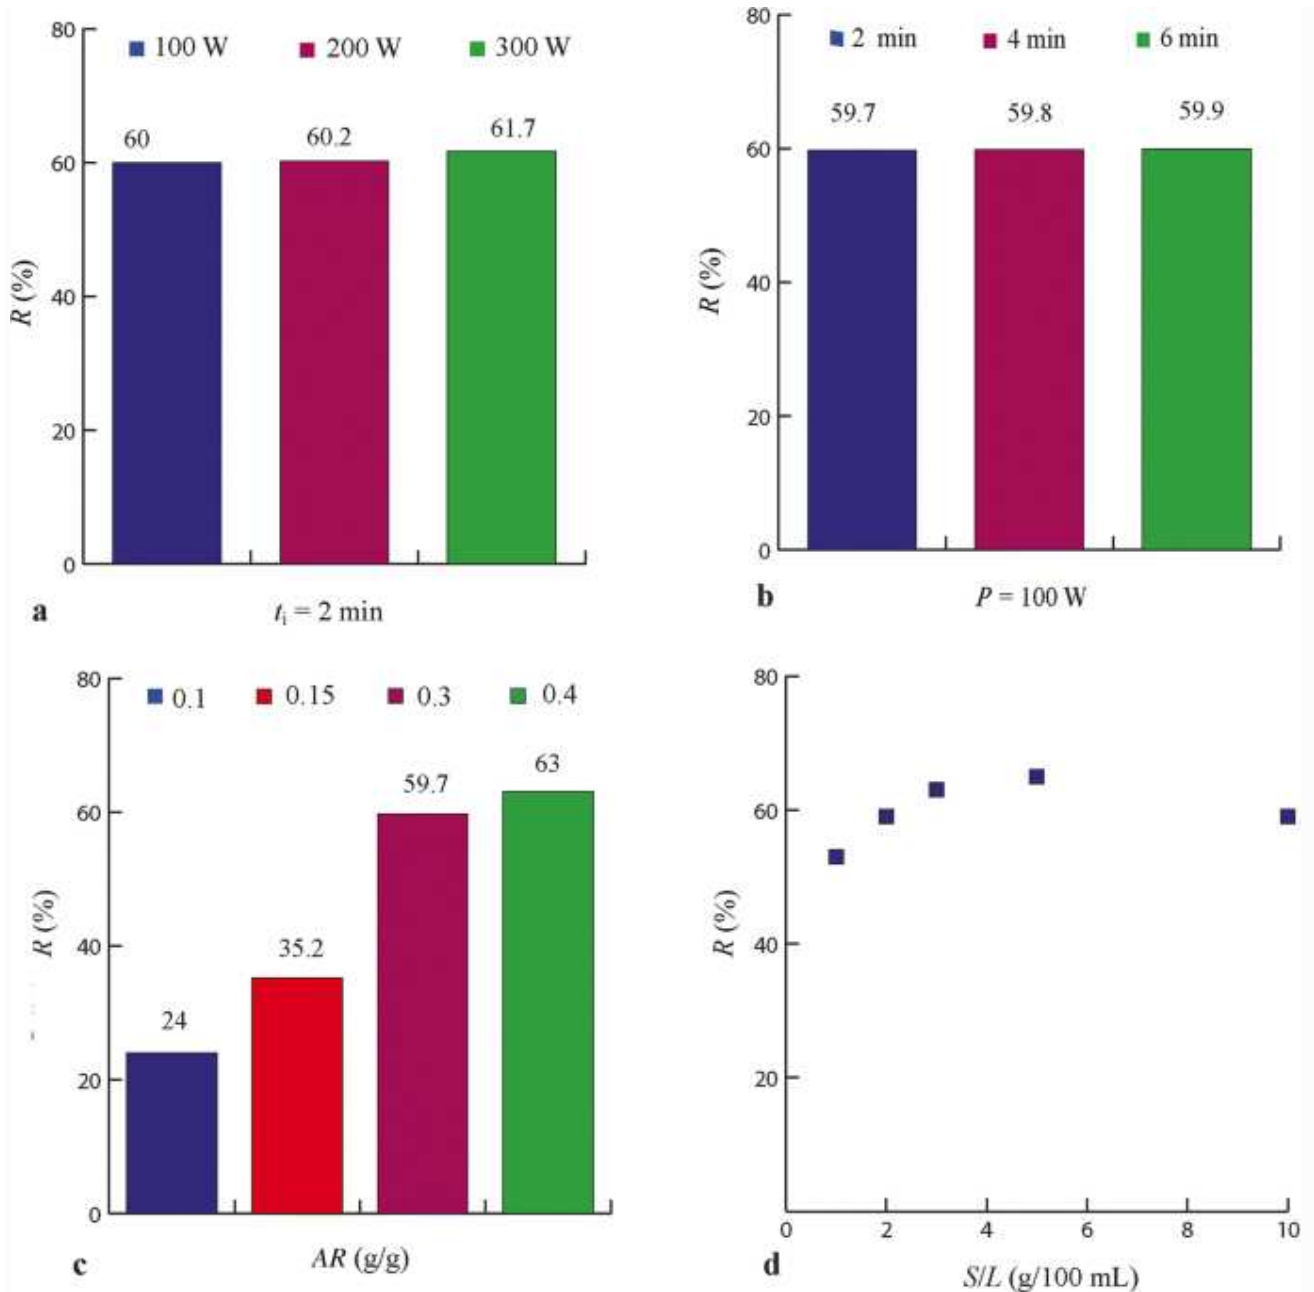 80
100 W 200 W 300 W
60 60.2 61.7
60
40
20
0
R (%)
a
ti = 2 min
80
2 min 4 min 6 min
59.7 59.8 59.9
60
40
20
0
R (%)
b
P = 100 W
80
0.1 0.15 0.3 0.4
24 35.2 59.7 63
60
40
20
0
R (%)
c
AR (g/g)
80
60
40
20
R (%)
0 2 4 6 8 10
d
S/L (g/100 mL)